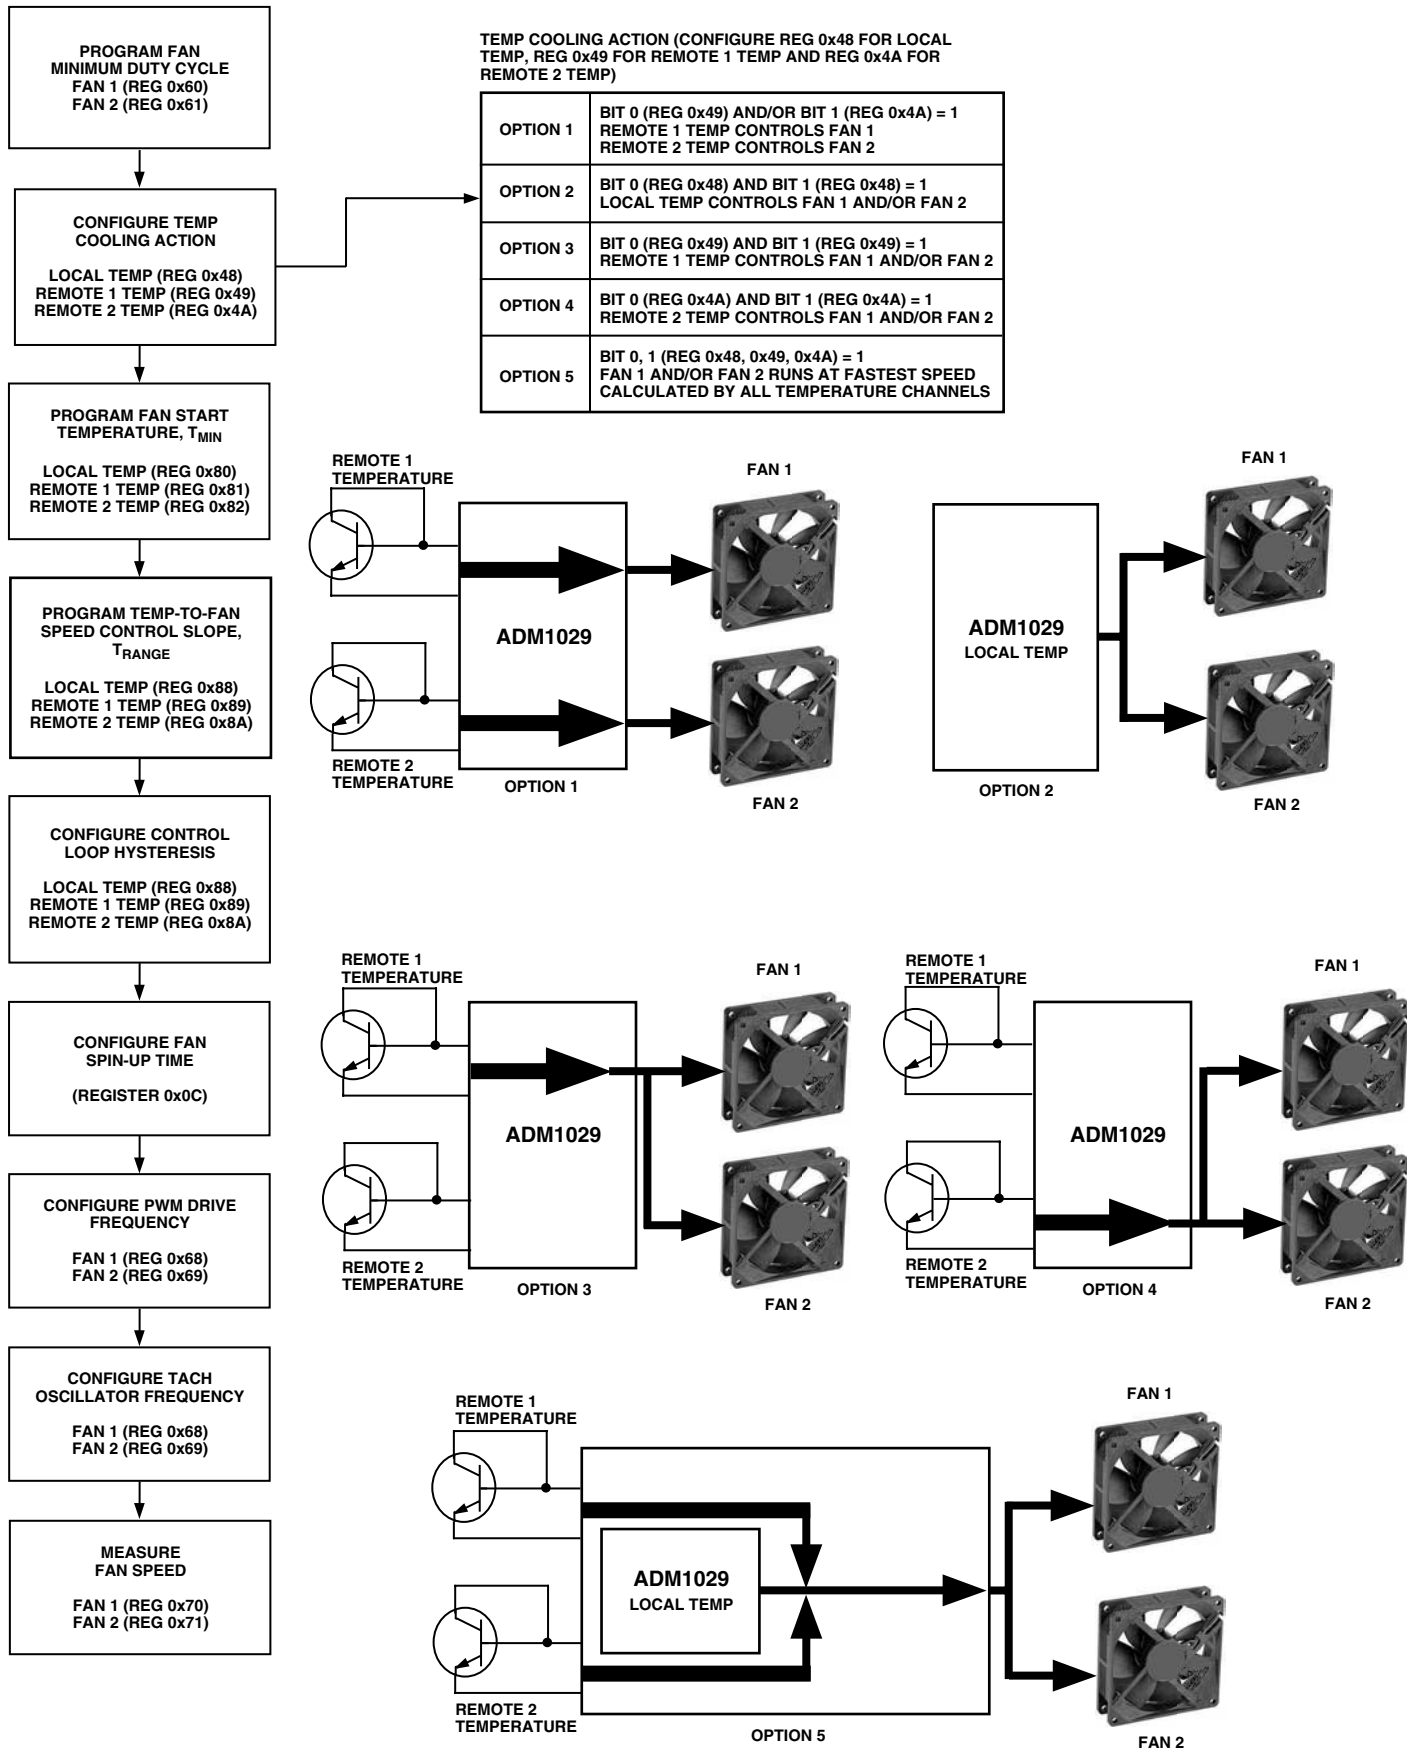 PROGRAM FAN
MINIMUM DUTY CYCLE
FAN 1 (REG 0x60)
FAN 2 (REG 0x61)
CONFIGURE TEMP
COOLING ACTION
LOCAL TEMP (REG 0x48)
REMOTE 1 TEMP (REG 0x49)
REMOTE 2 TEMP (REG 0x4A)
PROGRAM FAN START
TEMPERATURE, TMIN
LOCAL TEMP (REG 0x80)
REMOTE 1 TEMP (REG 0x81)
REMOTE 2 TEMP (REG 0x82)
PROGRAM TEMP-TO-FAN
SPEED CONTROL SLOPE,
TRANGE
LOCAL TEMP (REG 0x88)
REMOTE 1 TEMP (REG 0x89)
REMOTE 2 TEMP (REG 0x8A)
CONFIGURE CONTROL
LOOP HYSTERESIS
LOCAL TEMP (REG 0x88)
REMOTE 1 TEMP (REG 0x89)
REMOTE 2 TEMP (REG 0x8A)
CONFIGURE FAN
SPIN-UP TIME
(REGISTER 0x0C)
CONFIGURE PWM DRIVE
FREQUENCY
FAN 1 (REG 0x68)
FAN 2 (REG 0x69)
CONFIGURE TACH
OSCILLATOR FREQUENCY
FAN 1 (REG 0x68)
FAN 2 (REG 0x69)
MEASURE
FAN SPEED
FAN 1 (REG 0x70)
FAN 2 (REG 0x71)
TEMP COOLING ACTION (CONFIGURE REG 0x48 FOR LOCAL
TEMP, REG 0x49 FOR REMOTE 1 TEMP AND REG 0x4A FOR
REMOTE 2 TEMP)
OPTION 1
BIT 0 (REG 0x49) AND/OR BIT 1 (REG 0x4A) = 1
REMOTE 1 TEMP CONTROLS FAN 1
REMOTE 2 TEMP CONTROLS FAN 2
OPTION 2
BIT 0 (REG 0x48) AND BIT 1 (REG 0x48) = 1
LOCAL TEMP CONTROLS FAN 1 AND/OR FAN 2
OPTION 3
BIT 0 (REG 0x49) AND BIT 1 (REG 0x49) = 1
REMOTE 1 TEMP CONTROLS FAN 1 AND/OR FAN 2
OPTION 4
BIT 0 (REG 0x4A) AND BIT 1 (REG 0x4A) = 1
REMOTE 2 TEMP CONTROLS FAN 1 AND/OR FAN 2
OPTION 5
BIT 0, 1 (REG 0x48, 0x49, 0x4A) = 1
FAN 1 AND/OR FAN 2 RUNS AT FASTEST SPEED
CALCULATED BY ALL TEMPERATURE CHANNELS
REMOTE 1
TEMPERATURE
FAN 1
ADM1029
REMOTE 2
TEMPERATURE
OPTION 1
FAN 2
FAN 1
ADM1029
LOCAL TEMP
OPTION 2
FAN 2
REMOTE 1
TEMPERATURE
FAN 1
ADM1029
REMOTE 2
TEMPERATURE
OPTION 3
FAN 2
REMOTE 1
TEMPERATURE
FAN 1
ADM1029
REMOTE 2
TEMPERATURE
OPTION 4
FAN 2
REMOTE 1
TEMPERATURE
FAN 1
ADM1029
LOCAL TEMP
REMOTE 2
TEMPERATURE
OPTION 5
FAN 2